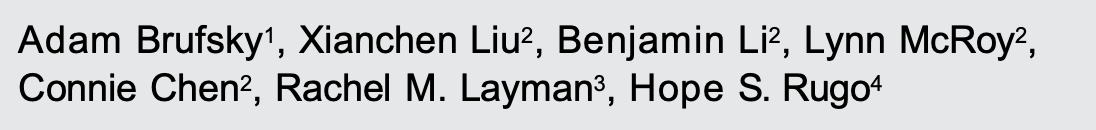 Adam Brufsky¹, Xianchen Liu², Benjamin Li², Lynn McRoy²,
Connie Chen², Rachel M. Layman³, Hope S. Rugo⁴